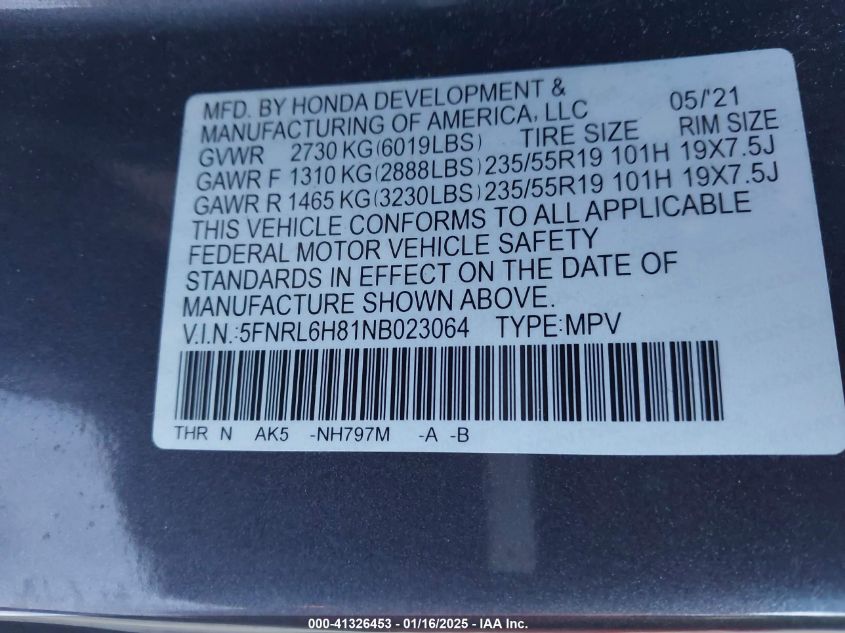 MFD. BY HONDA DEVELOPMENT & 05/'21
MANUFACTURING OF AMERICA, LLC
GVWR 2730 KG(6019LBS) TIRE SIZE RIM SIZE
GAWR F 1310 KG(2888LBS) 235/55R19 101H 19X7.5J
GAWR R 1465 KG(3230LBS) 235/55R19 101H 19X7.5J
THIS VEHICLE CONFORMS TO ALL APPLICABLE
FEDERAL MOTOR VEHICLE SAFETY
STANDARDS IN EFFECT ON THE DATE OF
MANUFACTURE SHOWN ABOVE.
V.I.N.:5FNRL6H81NB023064 TYPE:MPV
THR N AK5 -NH797M -A -B
000-41326453 - 01/16/2025 - IAA Inc.